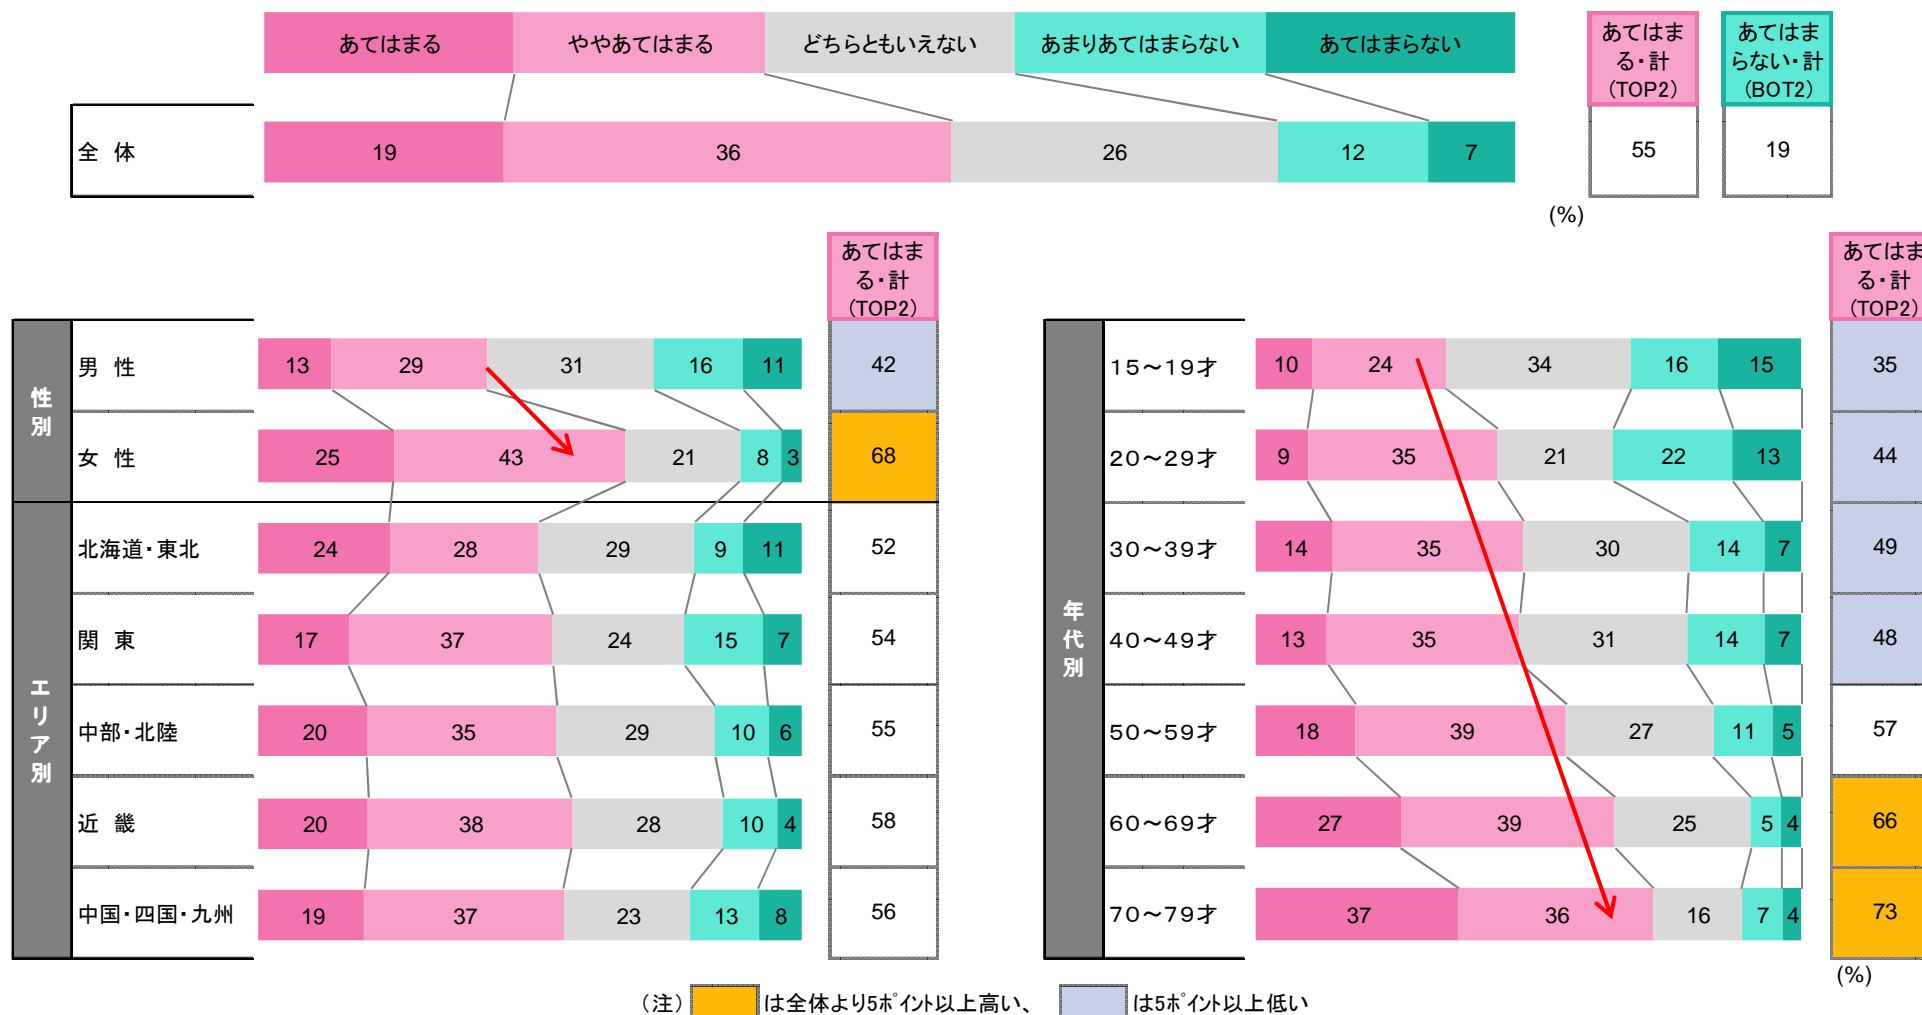 あてはまる ややあてはまる どちらともいえない あまりあてはまらない あてはまらない
あてはま
る・計
(TOP2)
あてはま
らない・計
(BOT2)
全 体 19 36 26 12 7 55 19
(%)
あてはま
る・計
(TOP2)
性別
男 性 13 29 31 16 11 42
女 性 25 43 21 8 3 68
エリア別
北海道・東北 24 28 29 9 11 52
関 東 17 37 24 15 7 54
中部・北陸 20 35 29 10 6 55
近 畿 20 38 28 10 4 58
中国・四国・九州 19 37 23 13 8 56
あてはま
る・計
(TOP2)
年代別
15～19才 10 24 34 16 15 35
20～29才 9 35 21 22 13 44
30～39才 14 35 30 14 7 49
40～49才 13 35 31 14 7 48
50～59才 18 39 27 11 5 57
60～69才 27 39 25 5 4 66
70～79才 37 36 16 7 4 73
(%)
（注） は全体より5ﾎﾟｲﾝﾄ以上高い、 は5ﾎﾟｲﾝﾄ以上低い